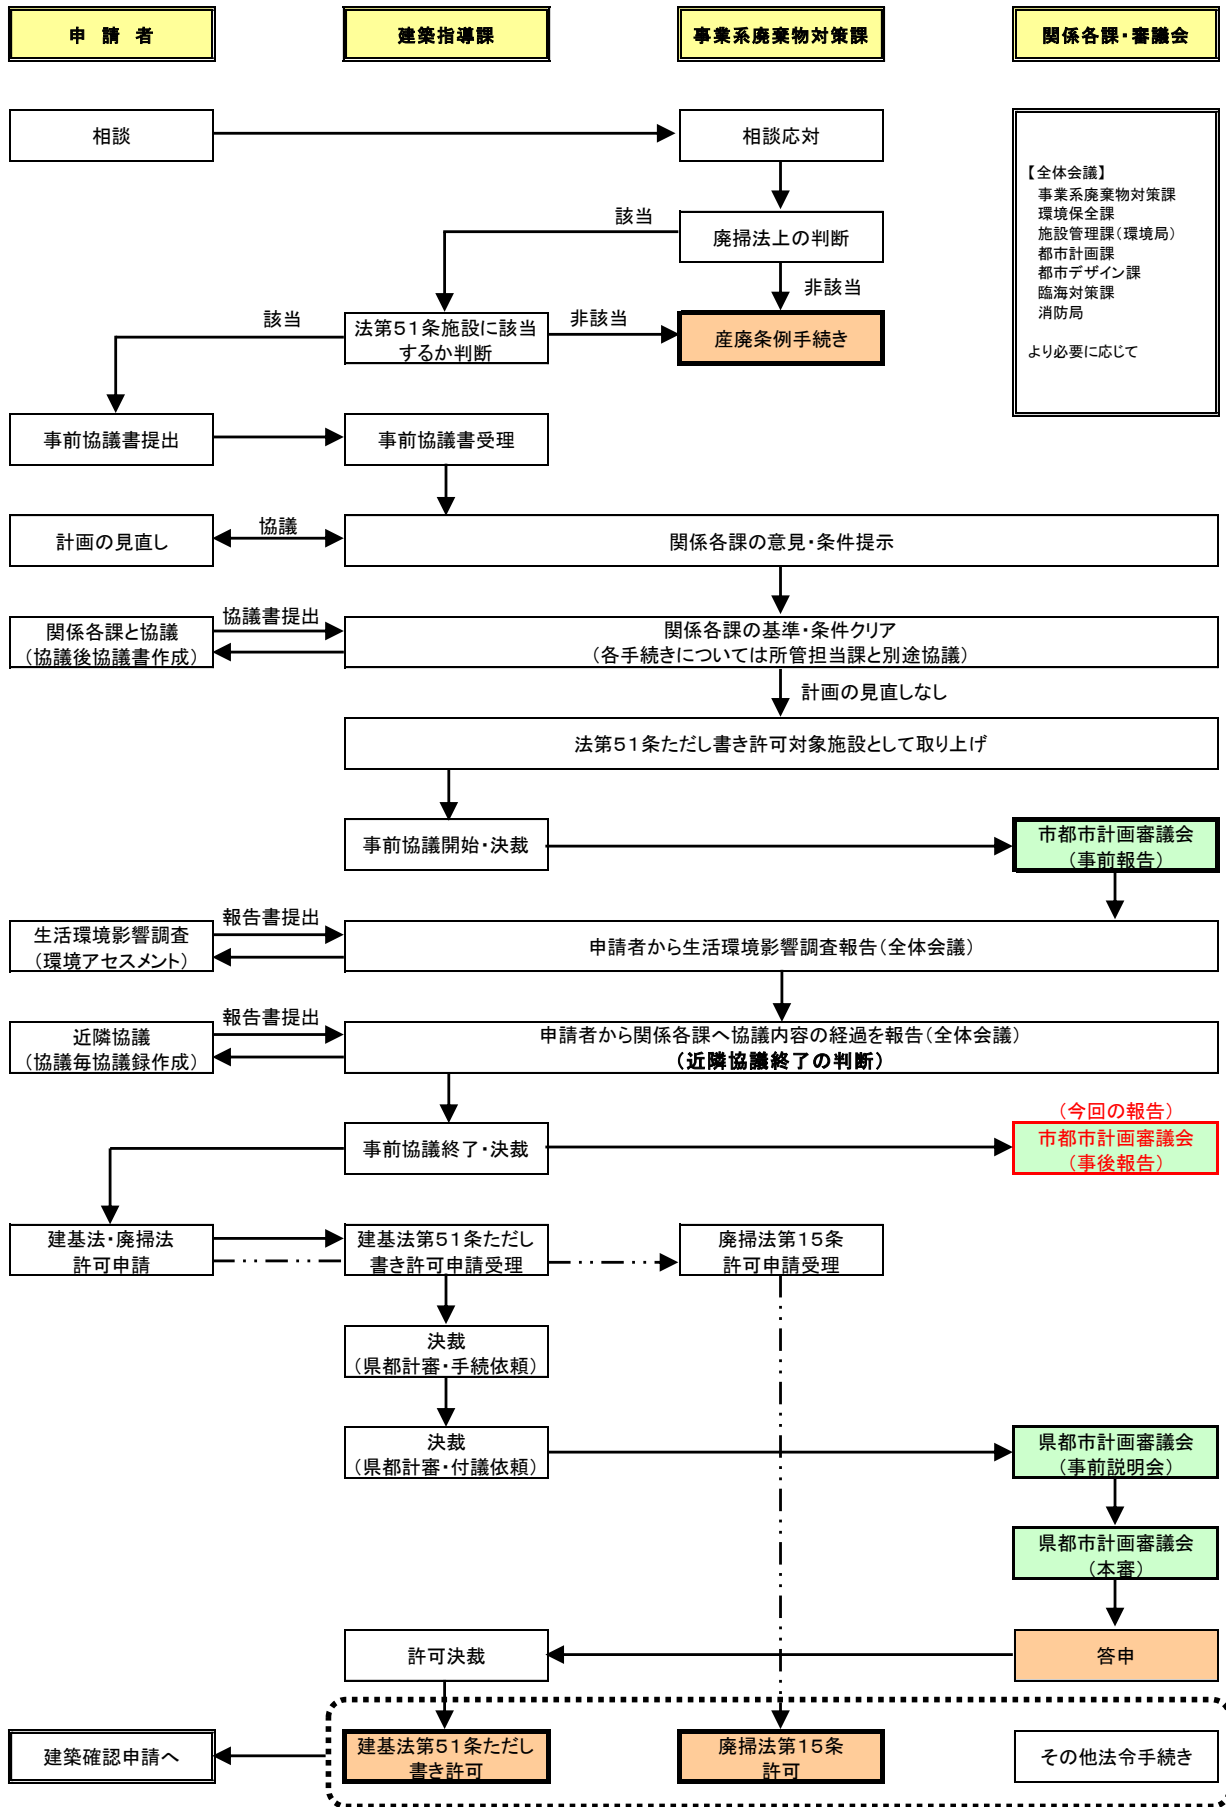 申 請 者
建築指導課
事業系廃棄物対策課
関係各課・審議会
相談
相談応対
【全体会議】
事業系廃棄物対策課
環境保全課
施設管理課（環境局）
都市計画課
都市デザイン課
臨海対策課
消防局
より必要に応じて
該当
廃掃法上の判断
非該当
該当
法第５１条施設に該当
するか判断
非該当
産廃条例手続き
事前協議書提出
事前協議書受理
計画の見直し
協議
関係各課の意見・条件提示
関係各課と協議
（協議後協議書作成）
協議書提出
関係各課の基準・条件クリア
（各手続きについては所管担当課と別途協議）
計画の見直しなし
法第５１条ただし書き許可対象施設として取り上げ
事前協議開始・決裁
市都市計画審議会
（事前報告）
生活環境影響調査
（環境アセスメント）
報告書提出
申請者から生活環境影響調査報告（全体会議）
近隣協議
（協議毎協議録作成）
報告書提出
申請者から関係各課へ協議内容の経過を報告（全体会議）
（近隣協議終了の判断）
事前協議終了・決裁
（今回の報告）
市都市計画審議会
（事後報告）
建基法・廃掃法
許可申請
建基法第５１条ただし
書き許可申請受理
廃掃法第１５条
許可申請受理
決裁
（県都計審・手続依頼）
決裁
（県都計審・付議依頼）
県都市計画審議会
（事前説明会）
県都市計画審議会
（本審）
許可決裁
答申
建築確認申請へ
建基法第５１条ただし
書き許可
廃掃法第１５条
許可
その他法令手続き